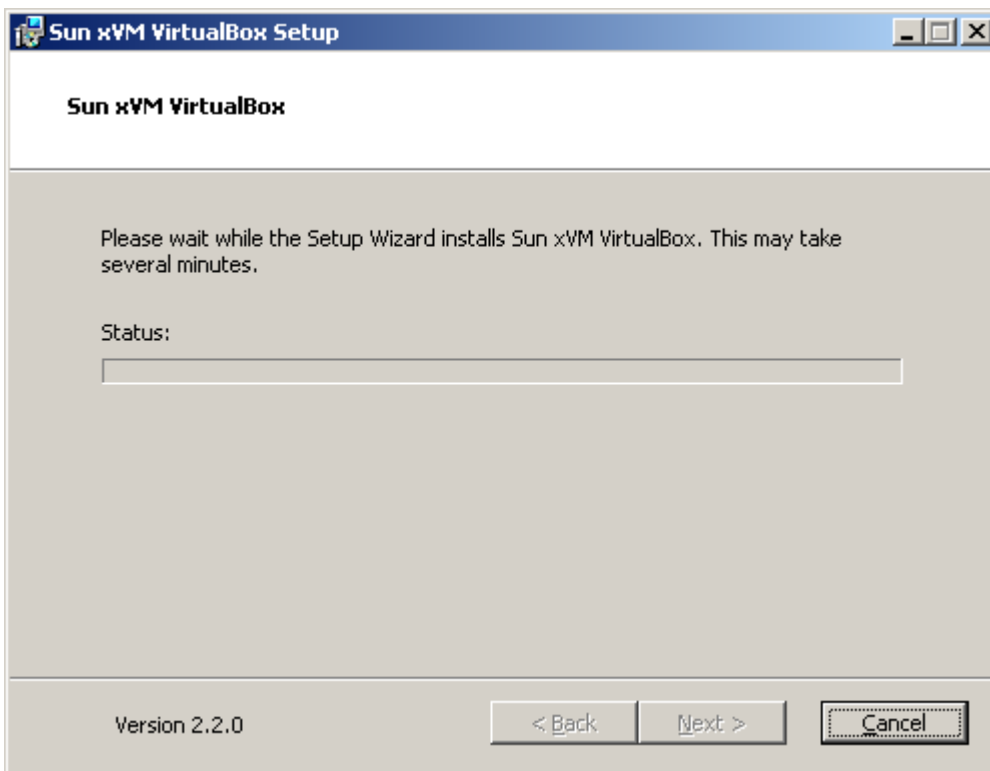 Sun xVM VirtualBox Setup
Sun xVM VirtualBox
Please wait while the Setup Wizard installs Sun xVM VirtualBox. This may take
several minutes.
Status:
Version 2.2.0
< Back
Next >
Cancel